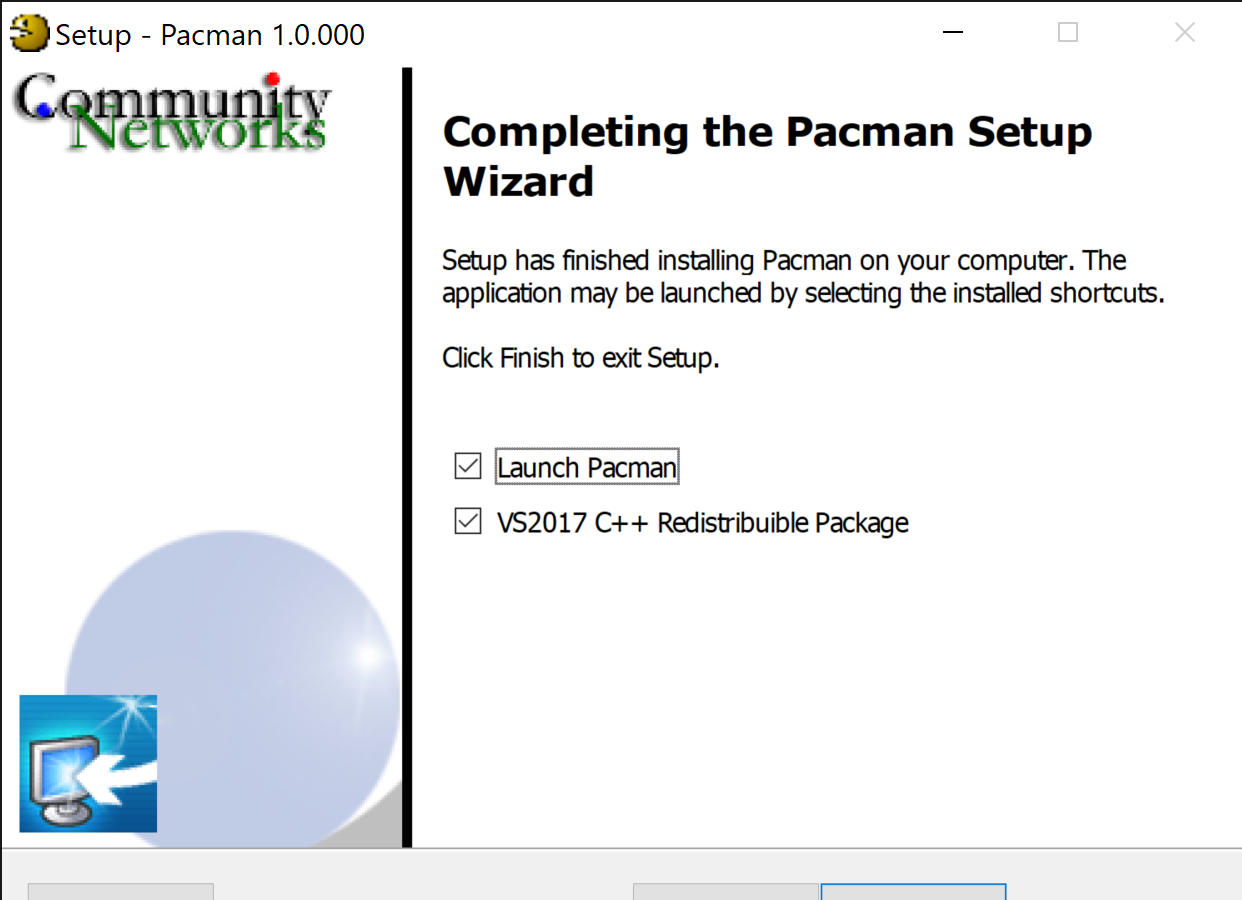 Setup - Pacman 1.0.000
Community
Networks
Completing the Pacman Setup
Wizard
Setup has finished installing Pacman on your computer. The
application may be launched by selecting the installed shortcuts.
Click Finish to exit Setup.
Launch Pacman
VS2017 C++ Redistribuible Package